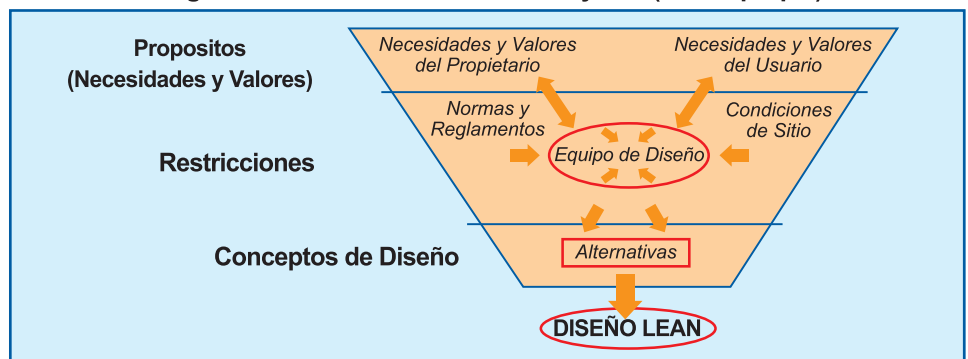 Propositos
(Necesidades y Valores)
Necesidades y Valores
del Propietario
Necesidades y Valores
del Usuario
Restricciones
Normas y
Reglamentos
Equipo de Diseño
Condiciones
de Sitio
Conceptos de Diseño
Alternativas
DISEÑO LEAN